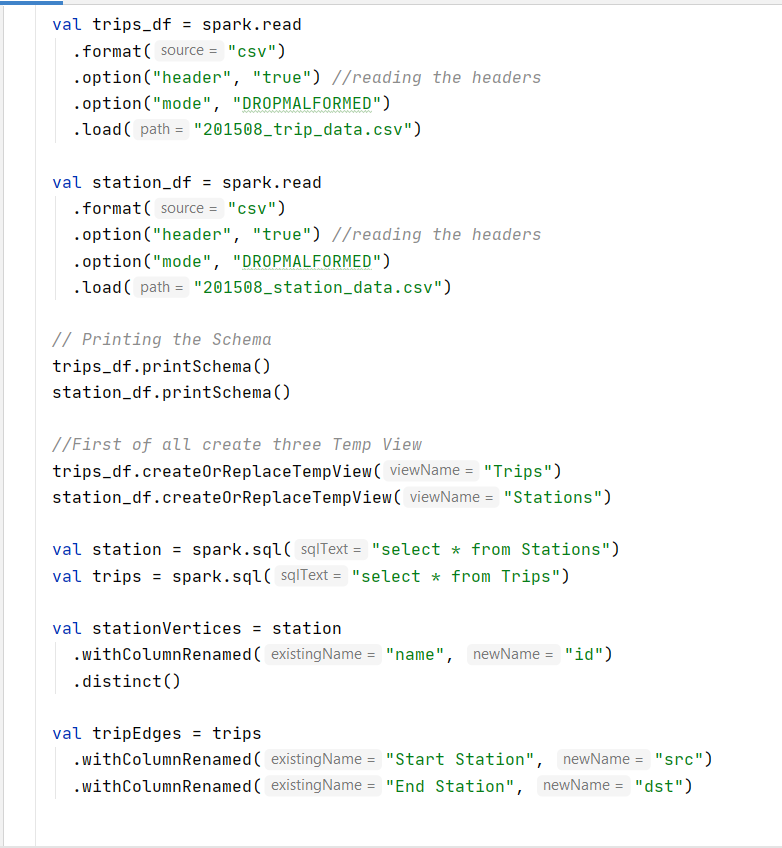 val trips_df = spark.read
  .format( source = "csv")
  .option("header", "true") //reading the headers
  .option("mode", "DROPMALFORMED")
  .load( path = "201508_trip_data.csv")

val station_df = spark.read
  .format( source = "csv")
  .option("header", "true") //reading the headers
  .option("mode", "DROPMALFORMED")
  .load( path = "201508_station_data.csv")

// Printing the Schema
trips_df.printSchema()
station_df.printSchema()

//First of all create three Temp View
trips_df.createOrReplaceTempView( viewName = "Trips")
station_df.createOrReplaceTempView( viewName = "Stations")

val station = spark.sql( sqlText = "select * from Stations")
val trips = spark.sql( sqlText = "select * from Trips")

val stationVertices = station
  .withColumnRenamed( existingName = "name", newName = "id")
  .distinct()

val tripEdges = trips
  .withColumnRenamed( existingName = "Start Station", newName = "src")
  .withColumnRenamed( existingName = "End Station", newName = "dst")